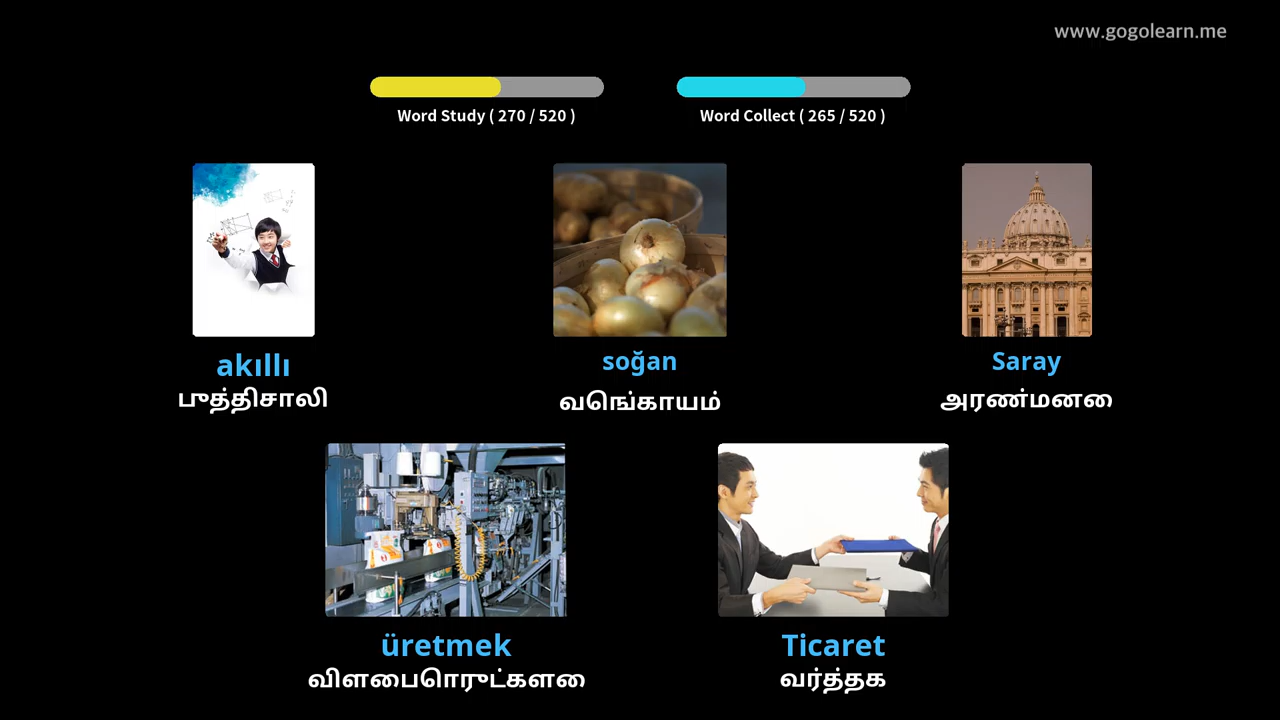 www.gogolearn.me
Word Study ( 270 / 520 )
Word Collect ( 265 / 520 )
akıllı
புத்திசாலி
soğan
வெங்காயம்
Saray
அரண்மனை
üretmek
விளைபொருட்களை
Ticaret
வர்த்தக